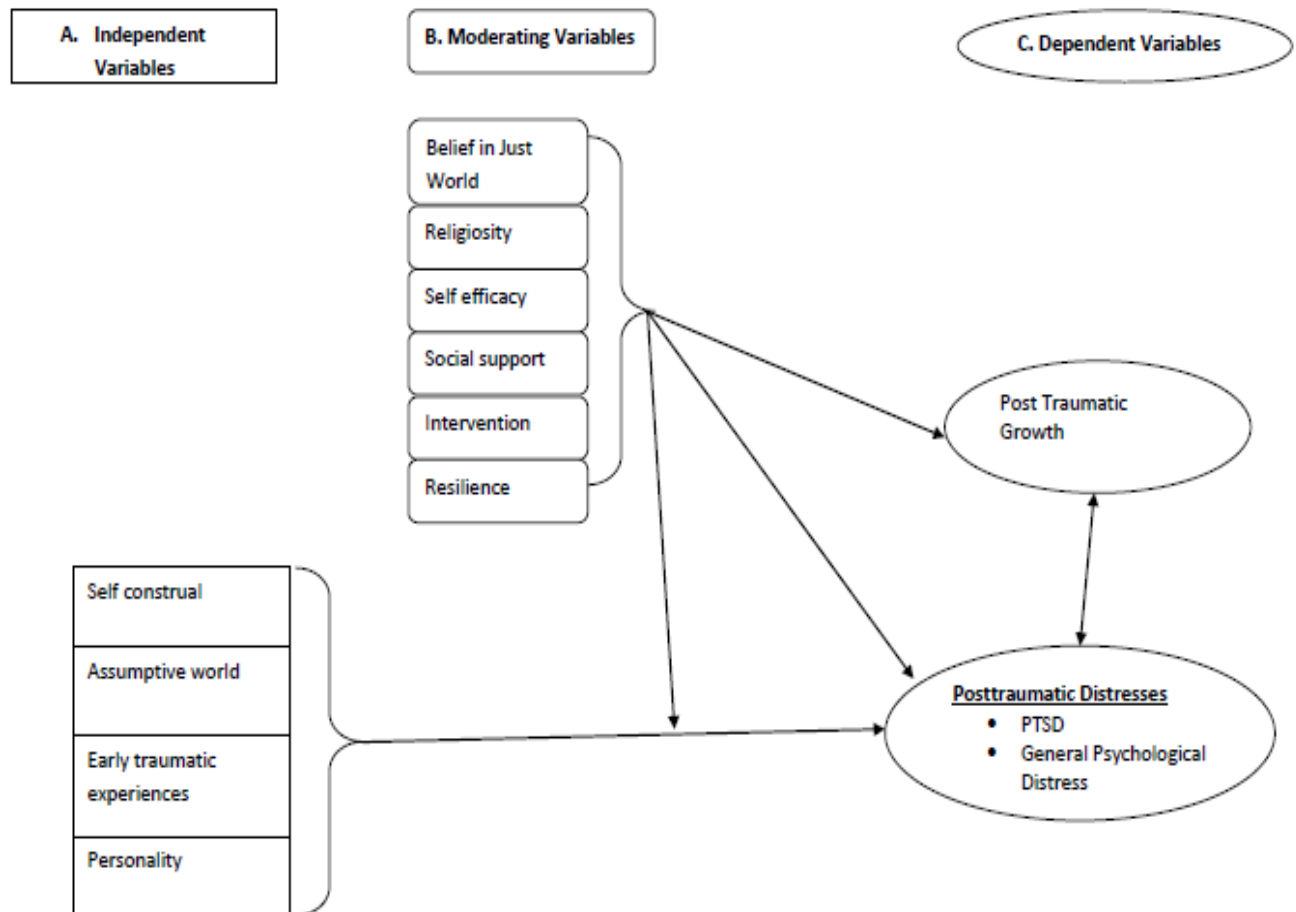 A. Independent
Variables
B. Moderating Variables
C. Dependent Variables
Belief in Just
World
Religiosity
Self efficacy
Social support
Intervention
Resilience
Post Traumatic
Growth
Self construal
Assumptive world
Early traumatic
experiences
Personality
Posttraumatic Distresses
• PTSD
• General Psychological
Distress